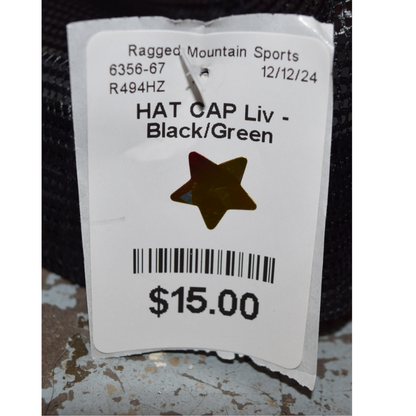 Ragged Mountain Sports
6356-67 12/12/24
R494HZ
HAT CAP Liv -
Black/Green
$15.00